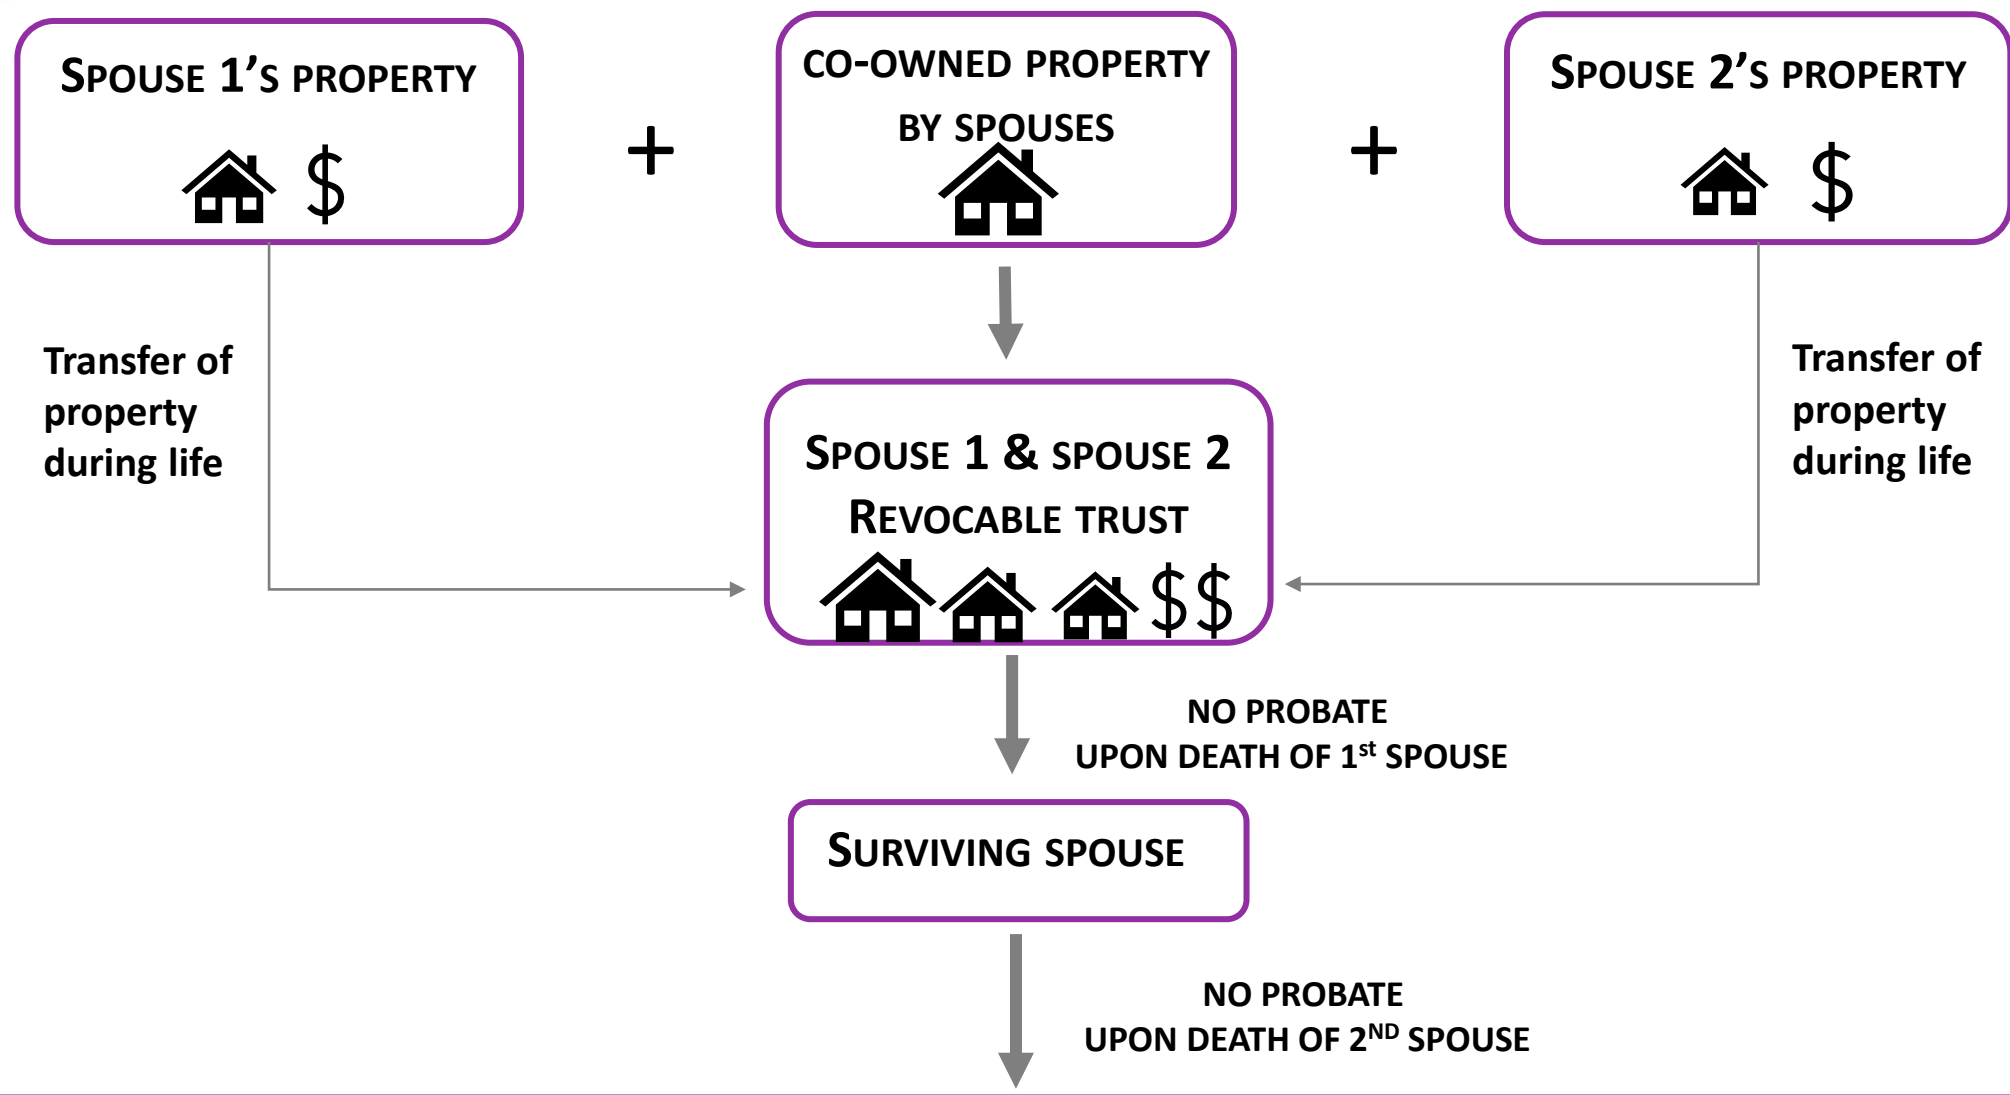 SPOUSE 1’S PROPERTY
$
+
CO-OWNED PROPERTY
BY SPOUSES
+
SPOUSE 2’S PROPERTY
$
Transfer of
property
during life
Transfer of
property
during life
SPOUSE 1 & SPOUSE 2
REVOCABLE TRUST
$$
NO PROBATE
UPON DEATH OF 1st SPOUSE
SURVIVING SPOUSE
NO PROBATE
UPON DEATH OF 2ND SPOUSE